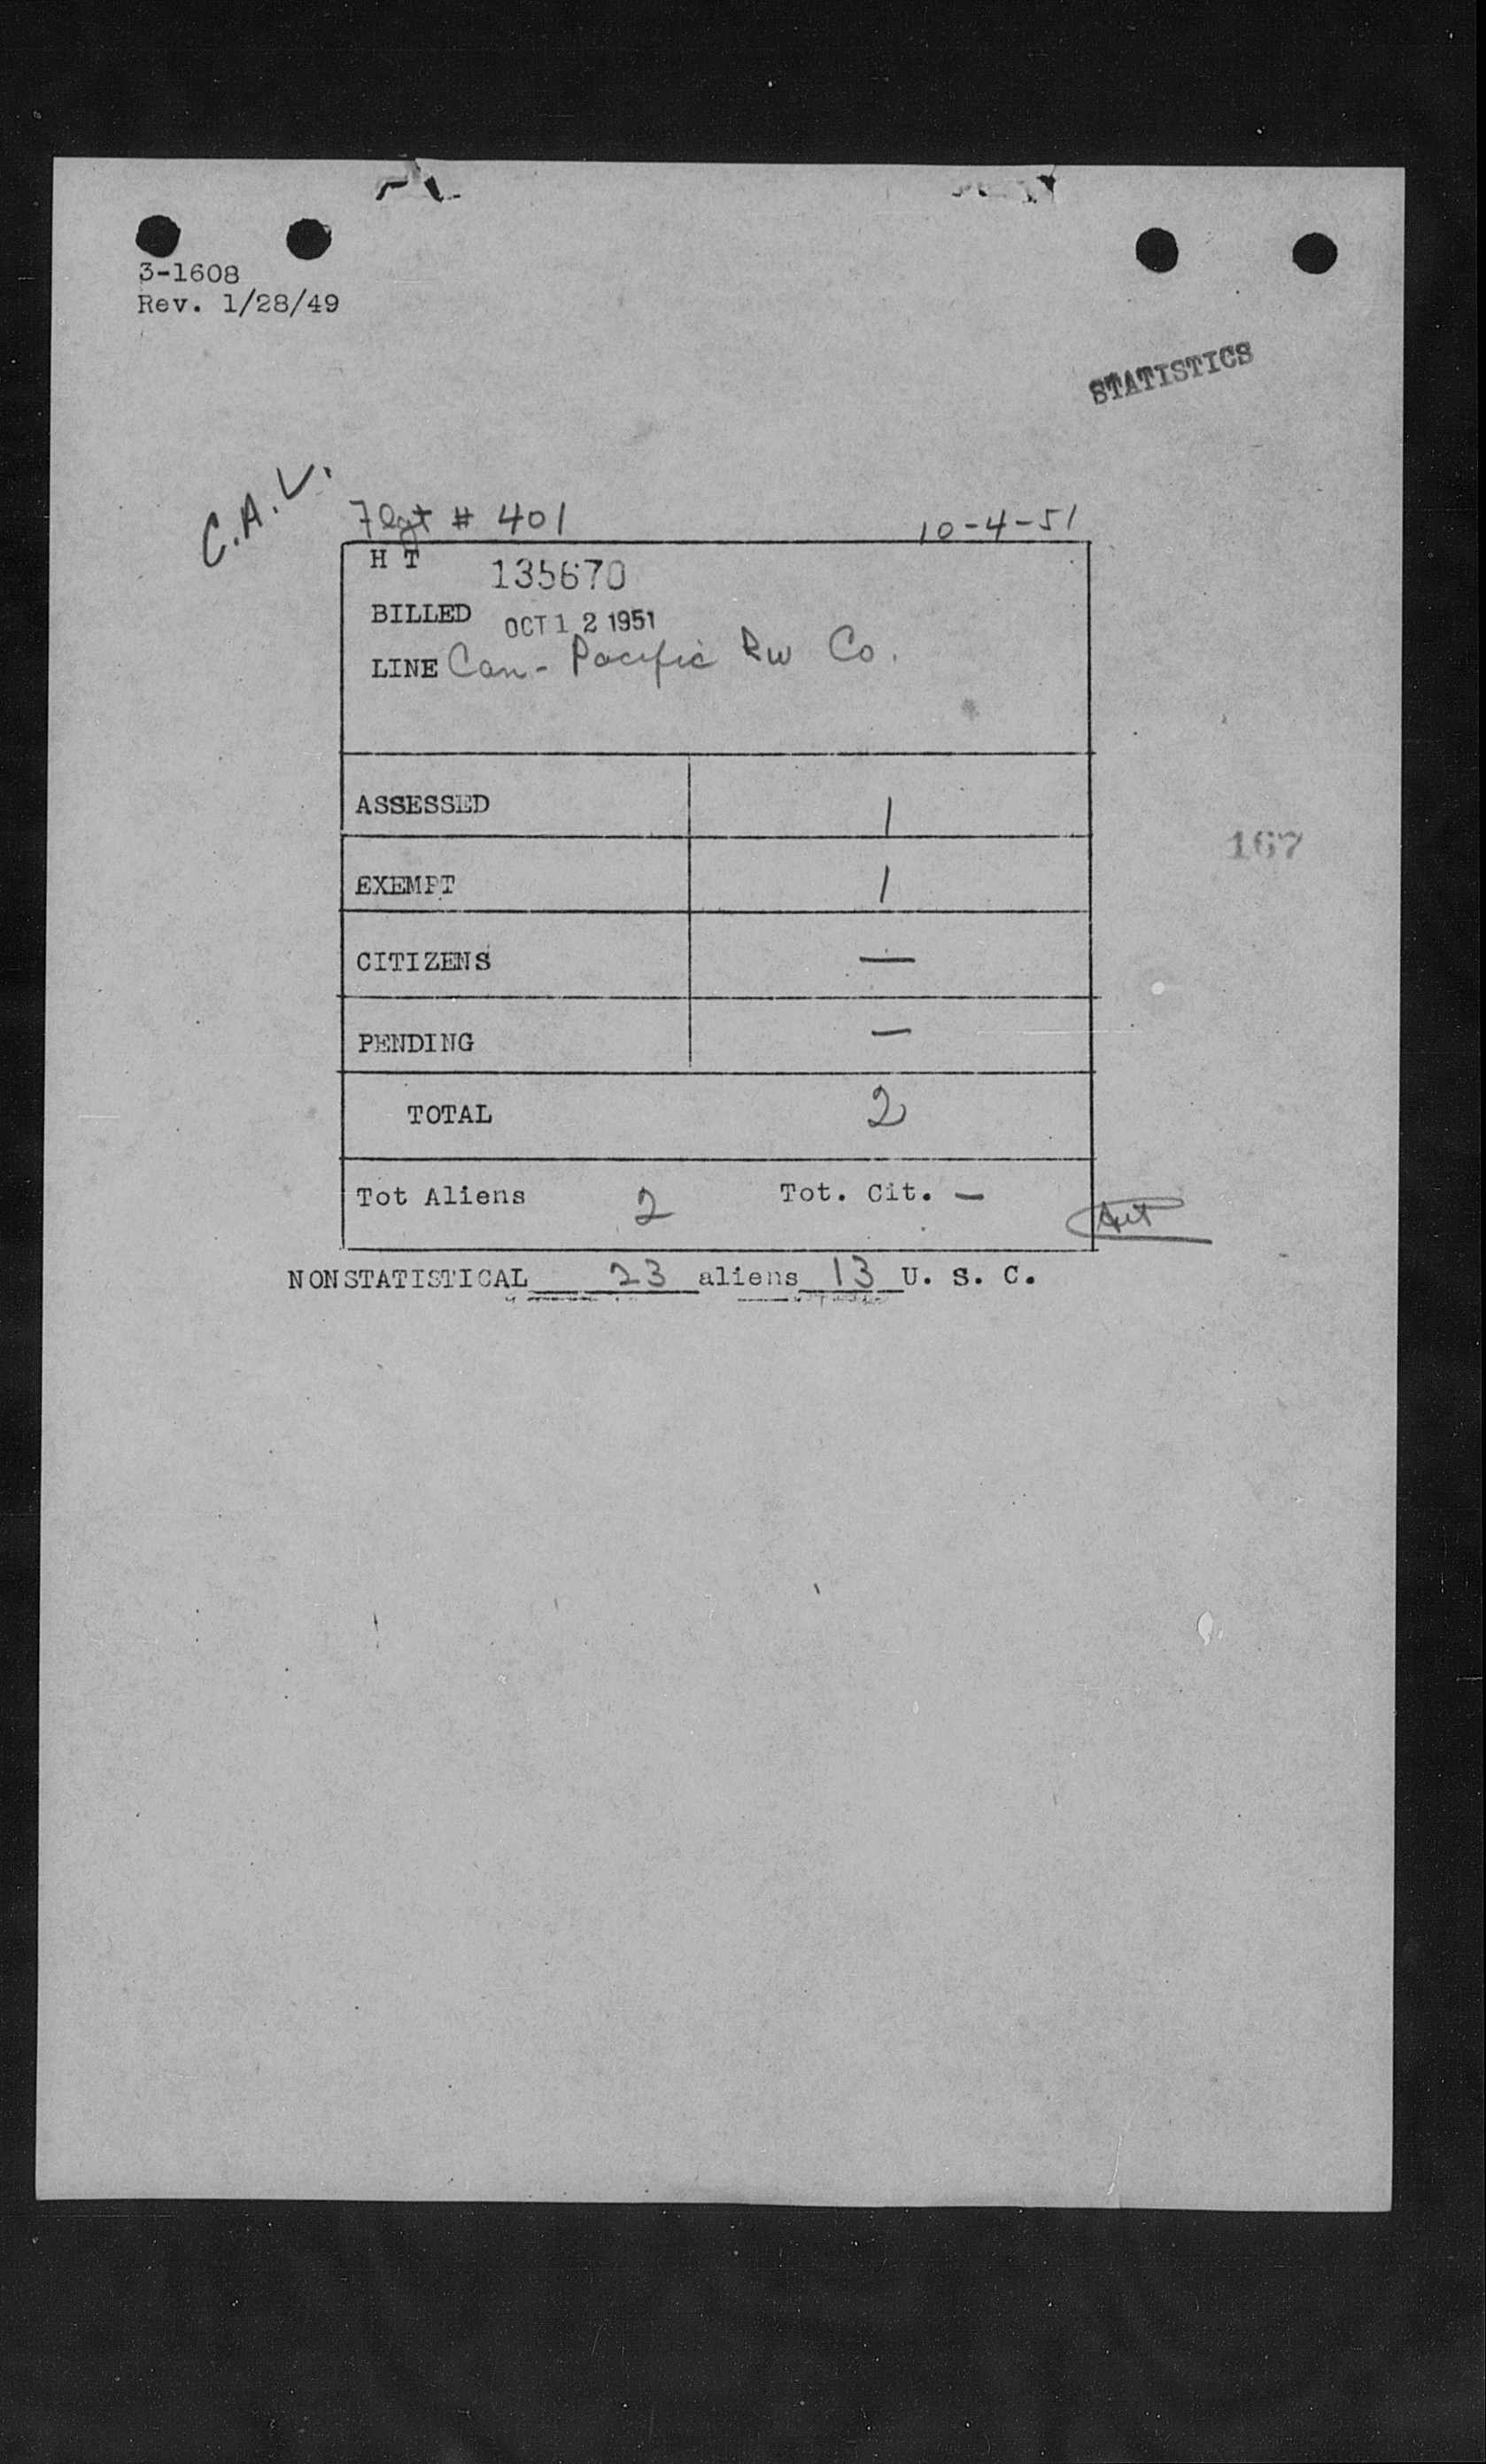 3-1608
Rev. 1/28/49
STATISTICS
C.A.L.
Flgt # 401 10-4-51
H T 135670
BILLED OCT 12 1951
LINE Can- Pacific Rw Co.
ASSESSED 1
EXEMPT 1
167
CITIZENS —
PENDING —
TOTAL 2
Tot Aliens 2 Tot. Cit. —
NONSTATISTICAL 23 aliens 13 U. S. C.